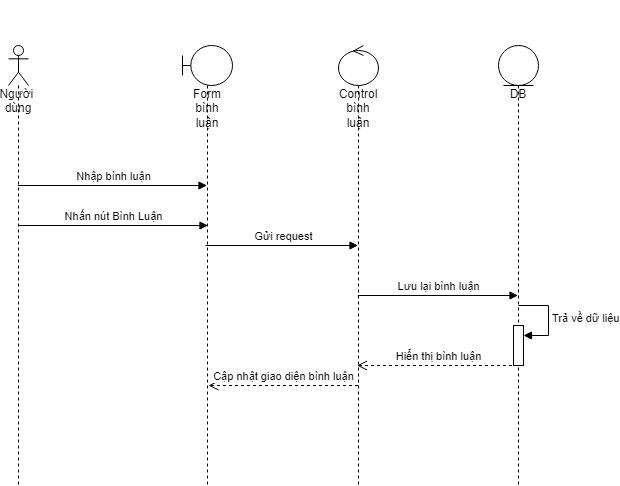 Người
dùng
Form
bình
luận
Control
bình
luận
DB
Nhập bình luận
Nhấn nút Bình Luận
Gửi request
Lưu lại bình luận
Trả về dữ liệu
Hiển thị bình luận
Cập nhật giao diện bình luận